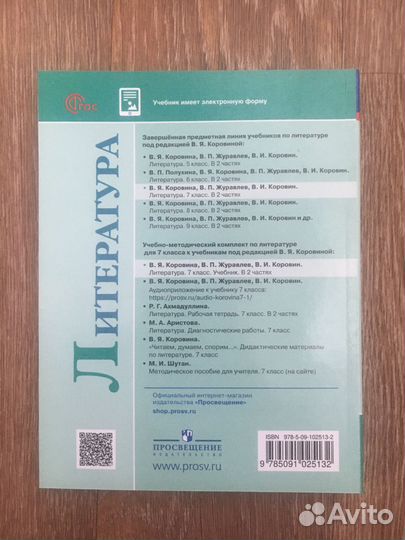 ФГОС
Учебник имеет электронную форму
ЛИТЕРАТУРА
Завершённая предметная линия учебников по литературе
под редакцией В. Я. Коровиной:
• В. Я. Коровина, В. П. Журавлев, В. И. Коровин.
Литература. 5 класс. В 2 частях
• В. П. Полухина, В. Я. Коровина, В. П. Журавлев, В. И. Коровин.
Литература. 6 класс. В 2 частях
• В. Я. Коровина, В. П. Журавлев, В. И. Коровин.
Литература. 7 класс. В 2 частях
• В. Я. Коровина, В. П. Журавлев, В. И. Коровин.
Литература. 8 класс. В 2 частях
• В. Я. Коровина, В. П. Журавлев, В. И. Коровин и др.
Литература. 9 класс. В 2 частях
Учебно-методический комплект по литературе
для 7 класса к учебникам под редакцией В. Я. Коровиной:
• В. Я. Коровина, В. П. Журавлев, В. И. Коровин.
Литература. 7 класс. Учебник. В 2 частях
• В. Я. Коровина, В. П. Журавлев, В. И. Коровин.
Аудиоприложение к учебнику 7 класса:
https://prosv.ru/audio-korovina7-1/
• Р. Г. Ахмадуллина.
Литература. Рабочая тетрадь. 7 класс. В 2 частях
• М. А. Аристова.
Литература. Диагностические работы. 7 класс
• В. Я. Коровина.
«Читаем, думаем, спорим...». Дидактические материалы
по литературе. 7 класс
• М. И. Шутан.
Методическое пособие для учителя. 7 класс (на сайте)
Официальный интернет-магазин
издательства «Просвещение»
shop.prosv.ru
ПРОСВЕЩЕНИЕ
ИЗДАТЕЛЬСТВО
www.prosv.ru
ISBN 978-5-09-102513-2
9 785091 025132
Avito